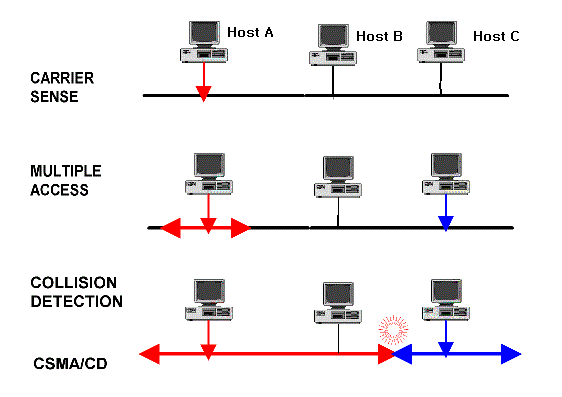 Host A
Host B
Host C
CARRIER
SENSE
MULTIPLE
ACCESS
COLLISION
DETECTION
CSMA/CD